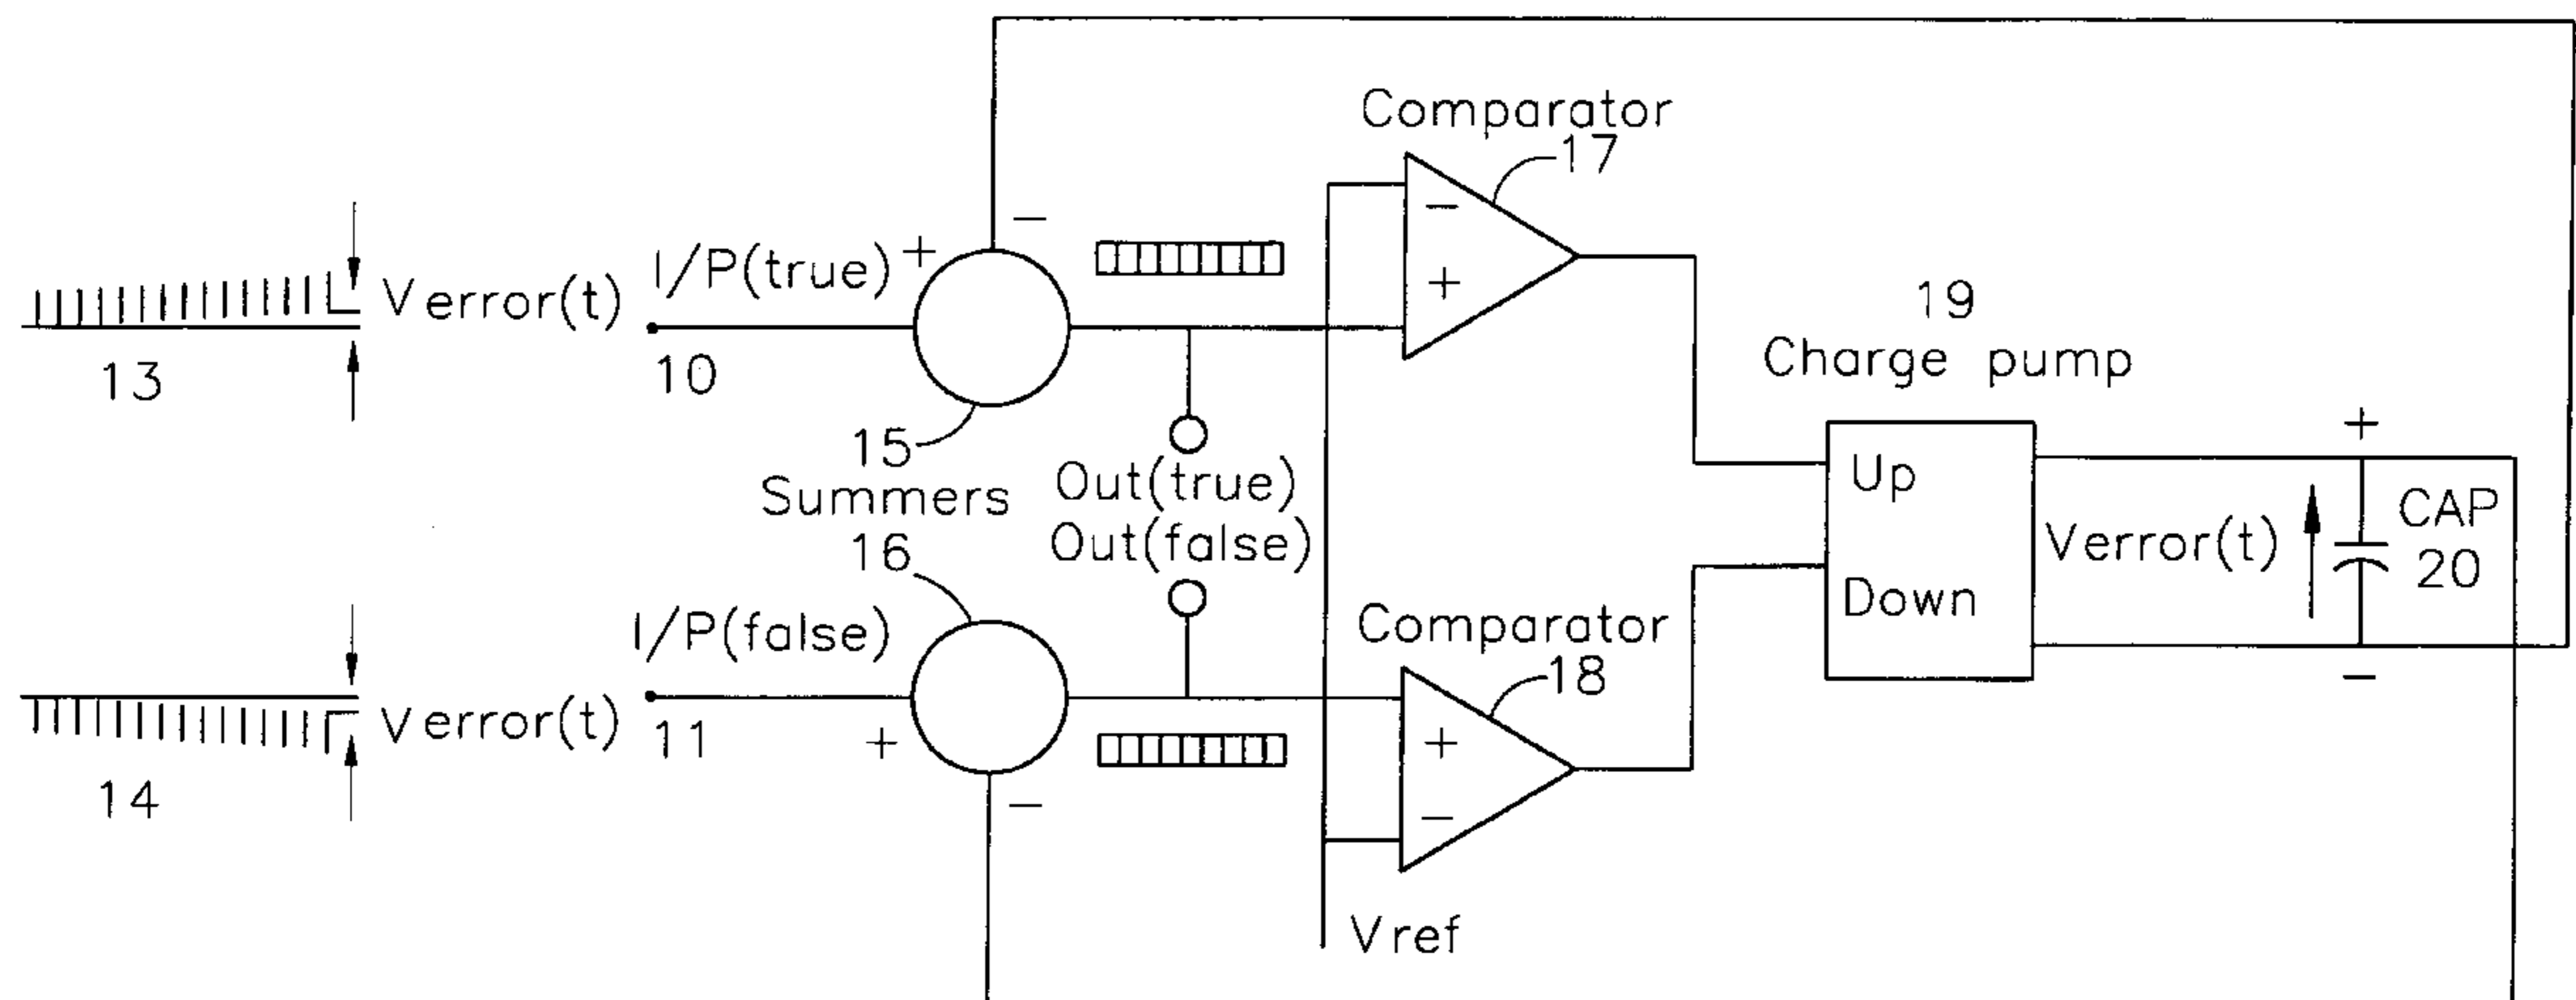 Comparator
17
+
−
−
+
I/P(true)
Verror(t)
13
10
19
Charge pump
15
Summers
16
Out(true)
Out(false)
+
Up
Down
Verror(t)
CAP
20
−
I/P(false)
Verror(t)
14
11
+
−
Comparator
18
+
−
Vref